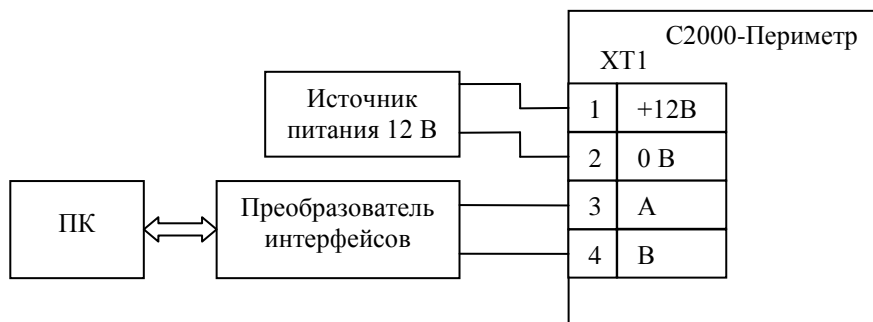 С2000-Периметр
XT1
Источник
питания 12 В
1 +12В
2 0 В
ПК
Преобразователь
интерфейсов
3 А
4 В